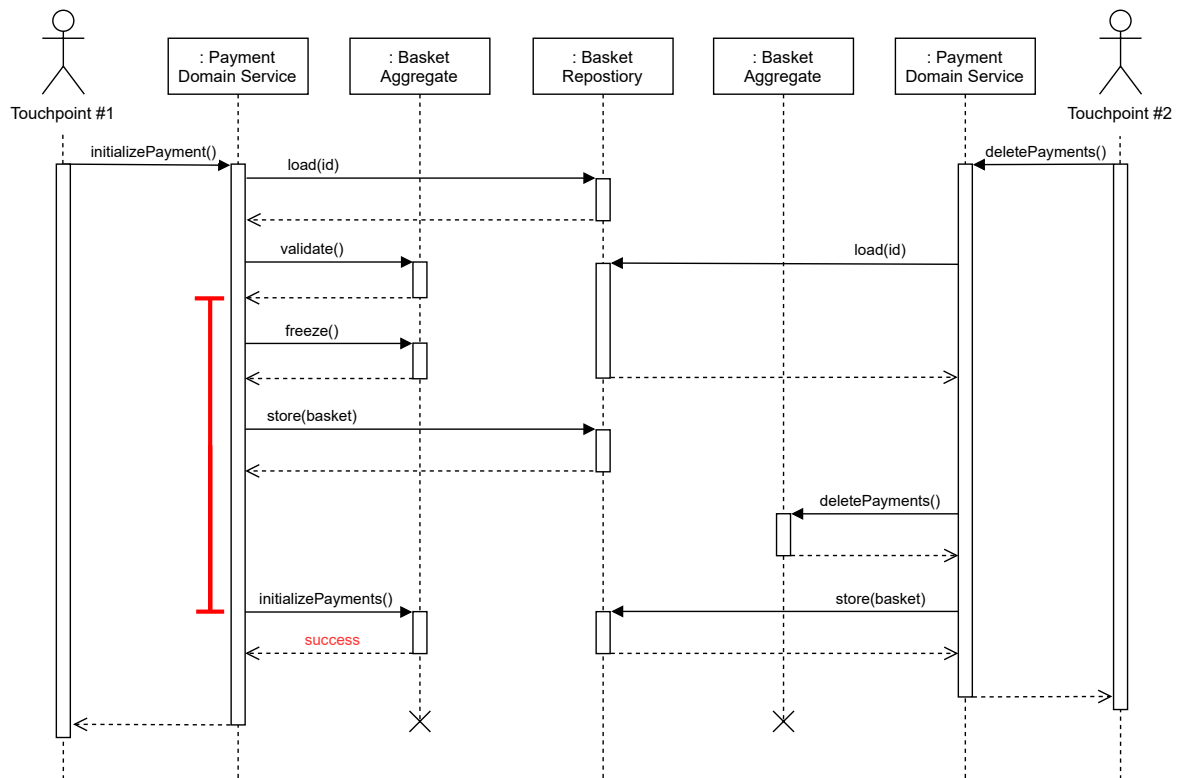 Touchpoint #1
: Payment
Domain Service
: Basket
Aggregate
: Basket
Repostiory
: Basket
Aggregate
: Payment
Domain Service
Touchpoint #2
initializePayment()
deletePayments()
load(id)
validate()
load(id)
freeze()
store(basket)
deletePayments()
initializePayments()
store(basket)
success